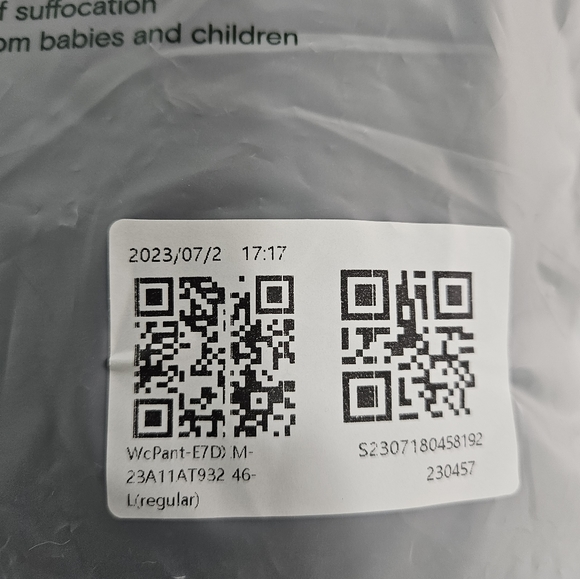 f suffocation
om babies and children
2023/07/2 17:17
WcPant-E7D M-
23A11AT932 46-
L(regular)
S2307180458192
230457